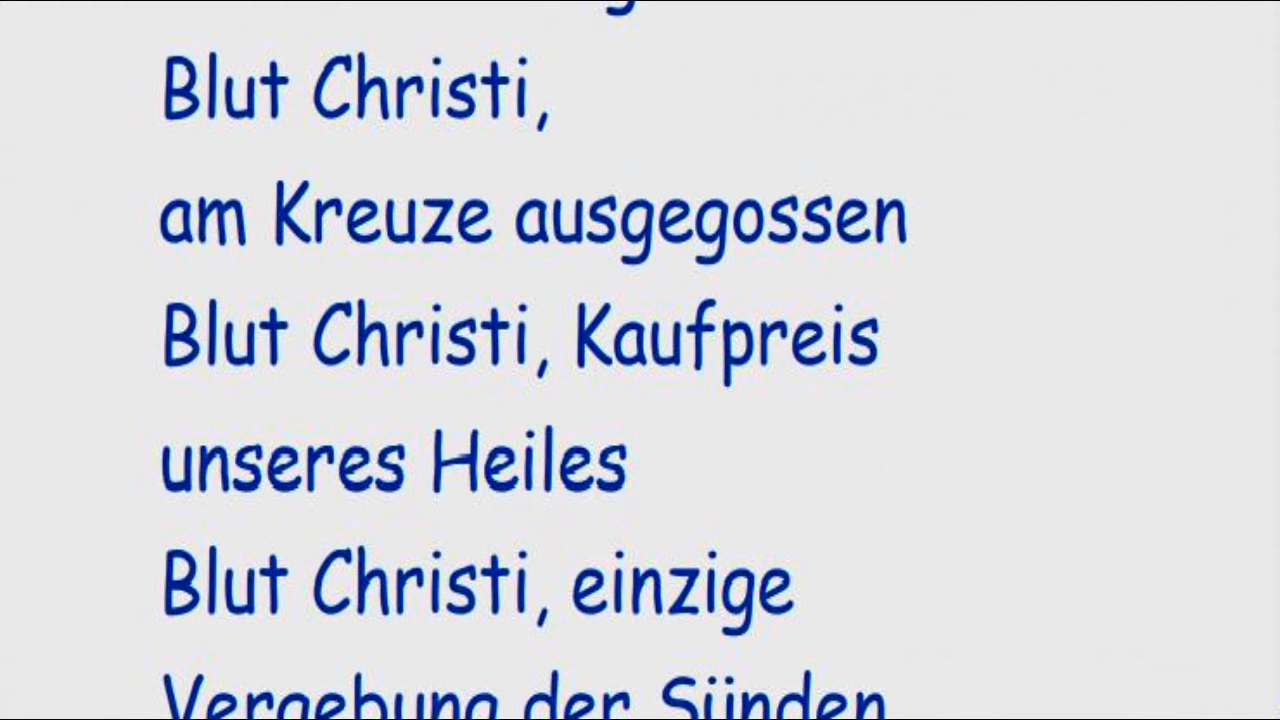 Blut Christi,
am Kreuze ausgegossen
Blut Christi, Kaufpreis
unseres Heiles
Blut Christi, einzige
Vergebung der Sünden